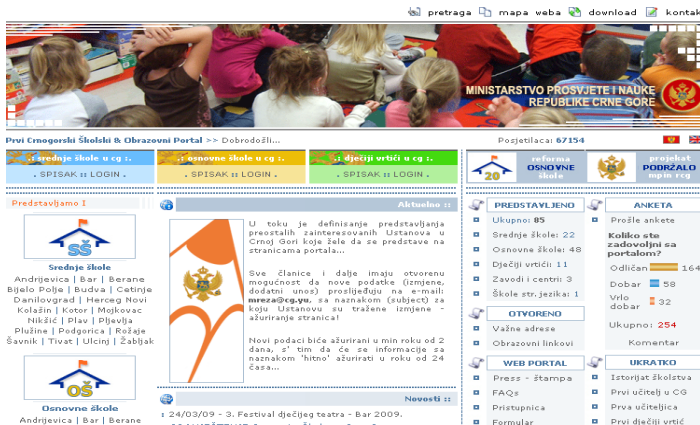 pretraga mapa weba download kontak
MINISTARSTVO PROSVJETE I NAUKE
REPUBLIKE CRNE GORE
Prvi Crnogorski Školski & Obrazovni Portal >> Dobrodošli...
Posjetilaca: 67154
.: srednje škole u cg :.
. SPISAK :: LOGIN .
.: osnovne škole u cg :.
. SPISAK :: LOGIN .
.: dječiji vrtići u cg :.
. SPISAK :: LOGIN .
20
reforma
OSNOVNE
škole
projekat
PODRŽALO
mpin rcg
Predstavljamo I
SŠ
Srednje škole
Andrijevica | Bar | Berane
Bijelo Polje | Budva | Cetinje
Danilovgrad | Herceg Novi
Kolašin | Kotor | Mojkovac
Nikšić | Plav | Pljevlja
Plužine | Podgorica | Rožaje
Šavnik | Tivat | Ulcinj | Žabljak
OŠ
Osnovne škole
Andrijevica | Bar | Berane
Aktuelno ::
U toku je definisanje predstavljanja
preostalih zainteresovanih Ustanova u
Crnoj Gori koje žele da se predstave na
stranicama portala...
Sve članice i dalje imaju otvorenu
mogućnost da nove podatke (izmjene,
dodatni unos) prosljeđuju na e-mail:
mreza@cg.yu, sa naznakom (subject) za
koju Ustanovu su tražene izmjene -
ažuriranje stranica!
Novi podaci biće ažurirani u min roku od 2
dana, s' tim da će se informacije sa
naznakom 'hitno' ažurirati u roku od 24
časa...
Novosti ::
: 24/03/09 - 3. Festival dječijeg teatra - Bar 2009.
PREDSTAVLJENO
Ukupno: 85
Srednje škole: 22
Osnovne škole: 48
Dječiji vrtići: 11
Zavodi i centri: 3
Škole str. jezika: 1
OTVORENO
Važne adrese
Obrazovni linkovi
WEB PORTAL
Press - štampa
FAQs
Pristupnica
Formular
ANKETA
Prošle ankete
Koliko ste
zadovoljni sa
portalom?
Odličan 164
Dobar 58
Vrlo
dobar 32
Ukupno: 254
Komentar
UKRATKO
Istorijat školstva
Prvi učitelj u CG
Prva učiteljica
Prvi dječji vrtić